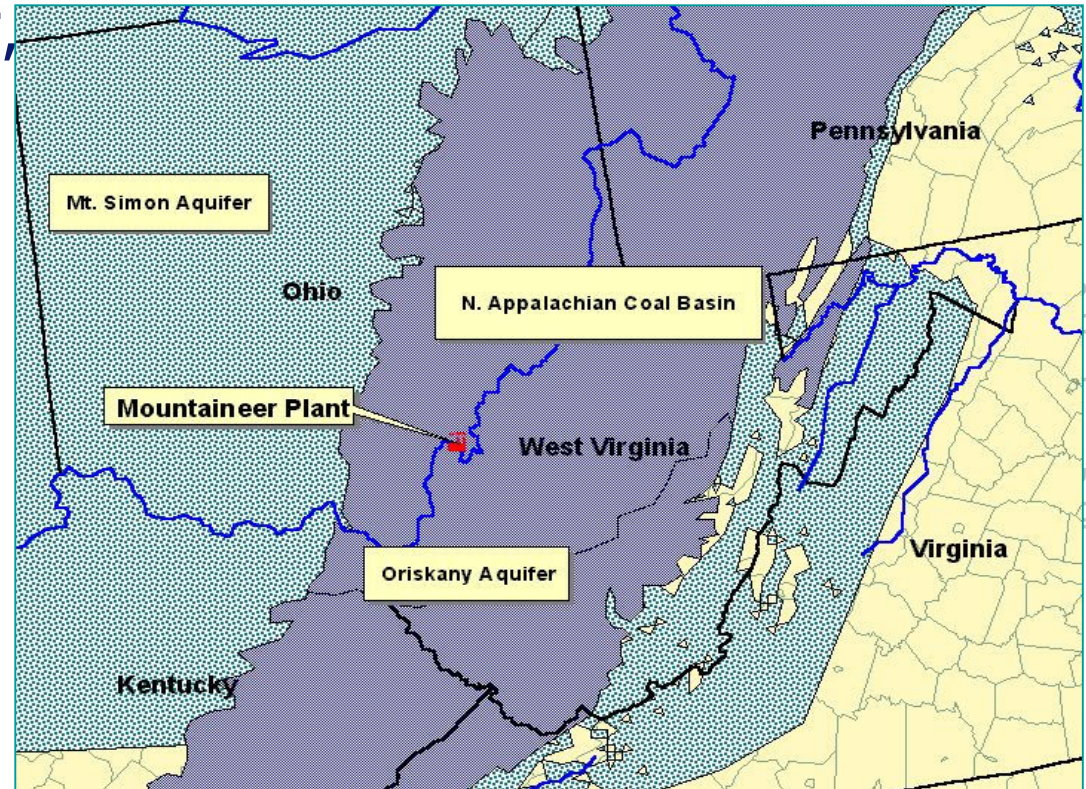 ,
Pennsylvania
Mt. Simon Aquifer
Ohio
N. Appalachian Coal Basin
Mountaineer Plant
West Virginia
Virginia
Oriskany Aquifer
Kentucky